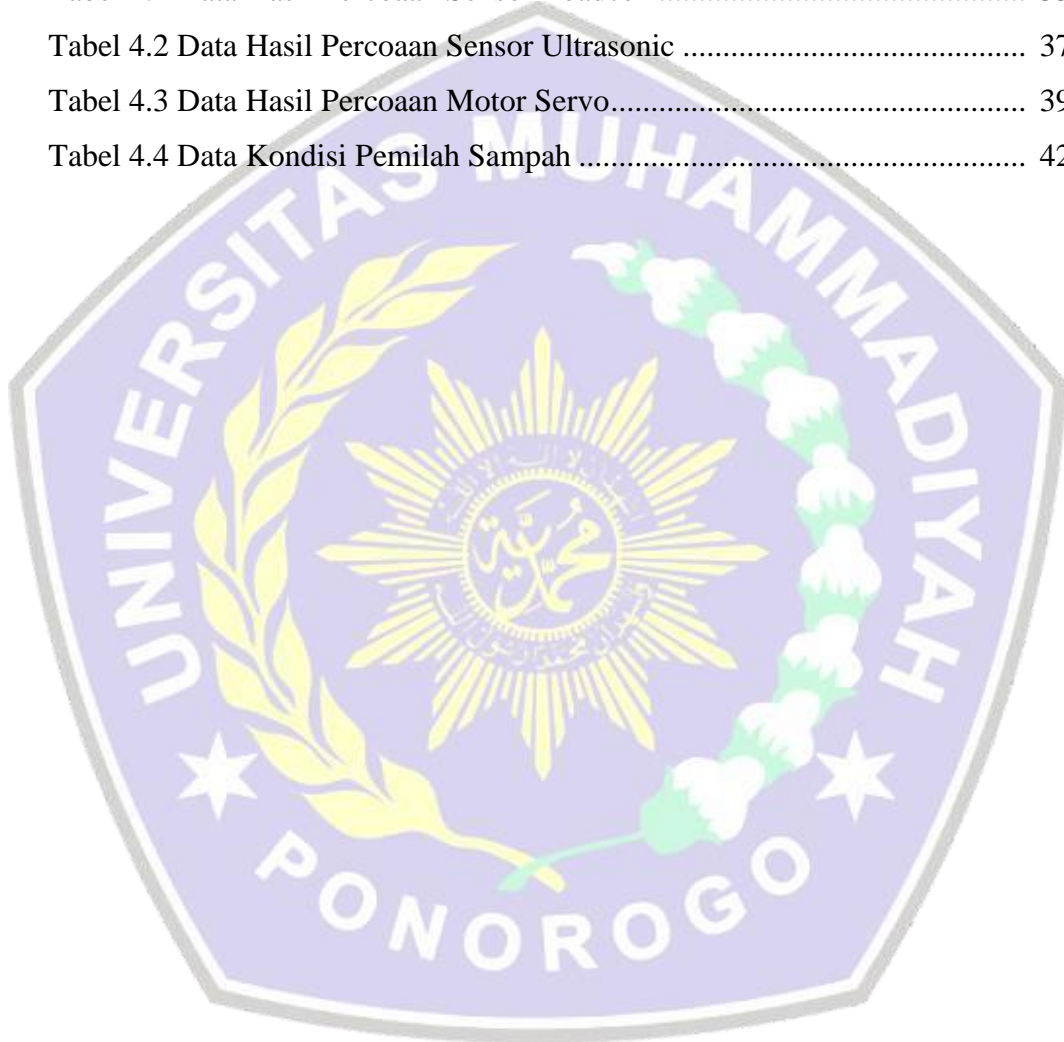 Tabel 4.2 Data Hasil Percoaan Sensor Ultrasonic ............................................ 37
Tabel 4.3 Data Hasil Percoaan Motor Servo..................................................... 39
Tabel 4.4 Data Kondisi Pemilah Sampah ......................................................... 42
UNIVERSITAS MUHAMMADIYAH
PONOROGO